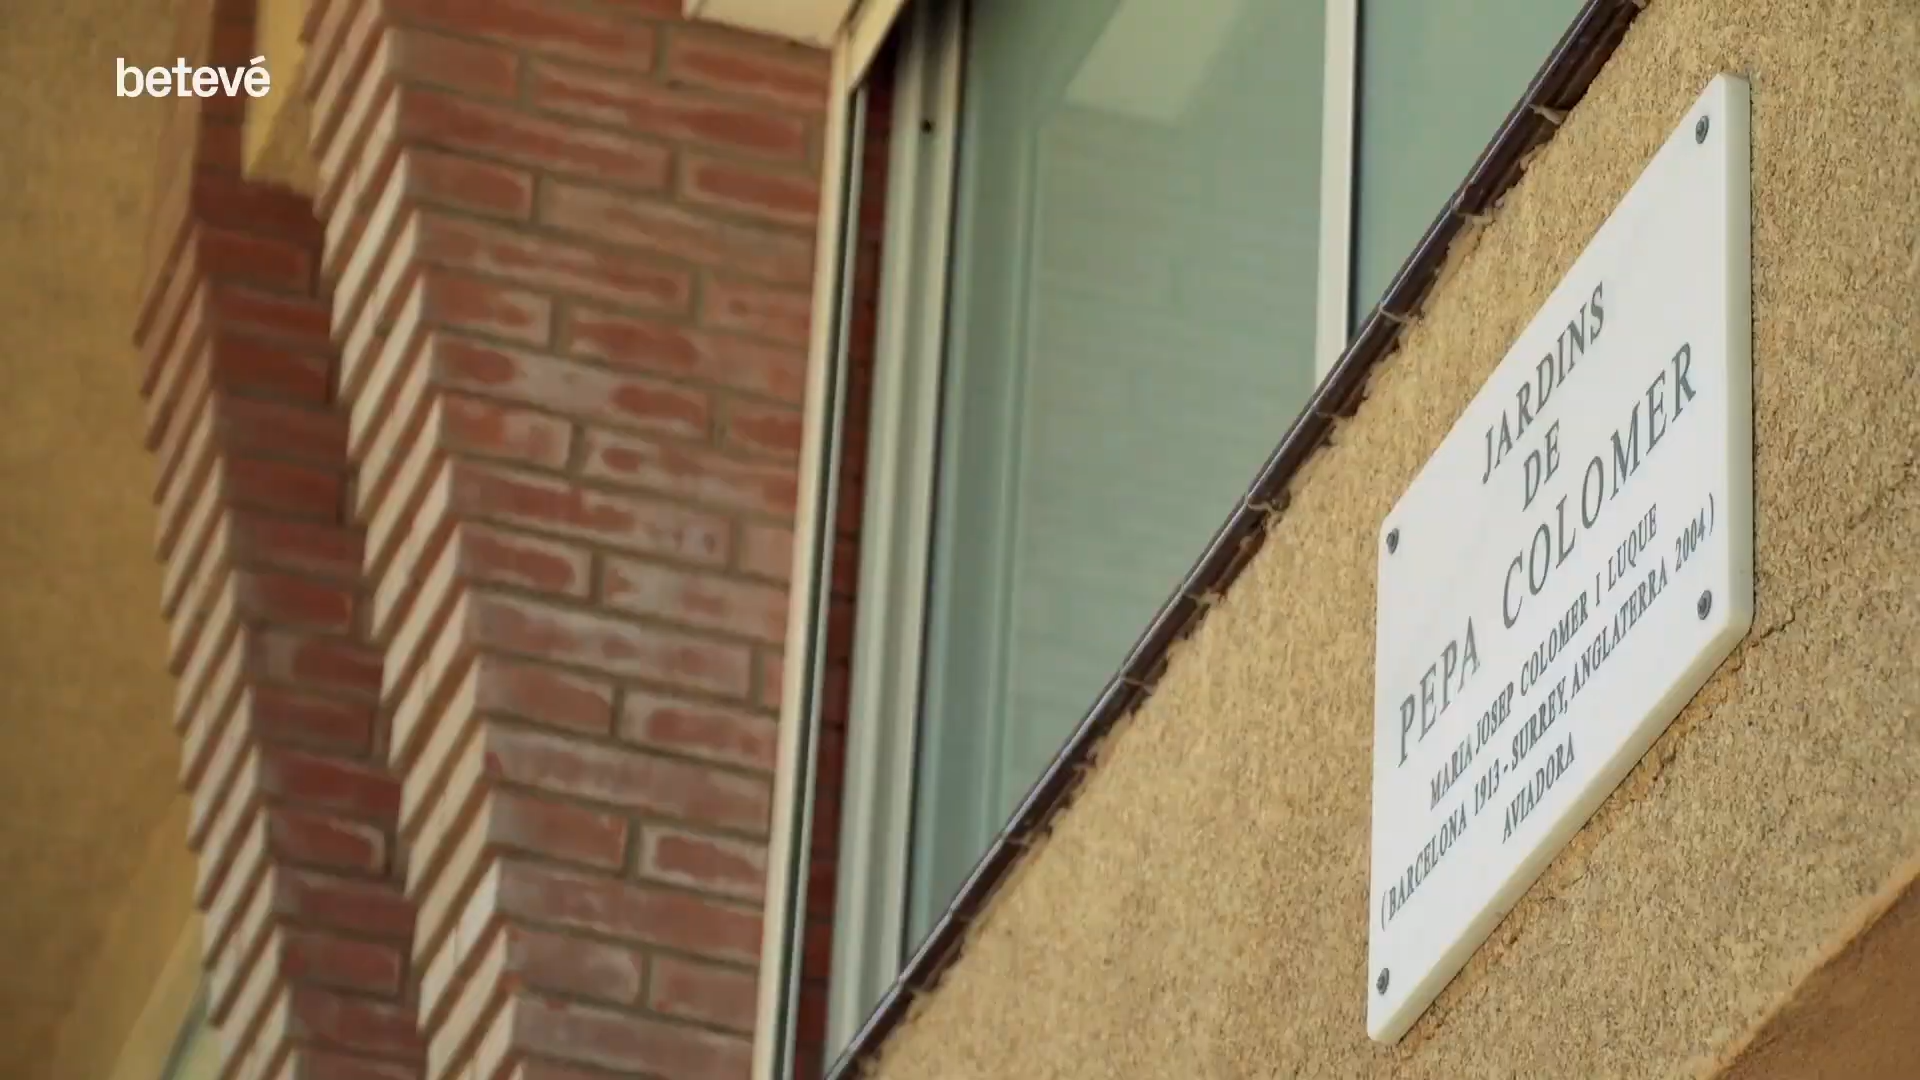 betevé
JARDINS
DE
PEPA COLOMER
MARIA JOSEP COLOMER I LUQUE
(BARCELONA 1913 - SURREY, ANGLATERRA 2004)
AVIADORA